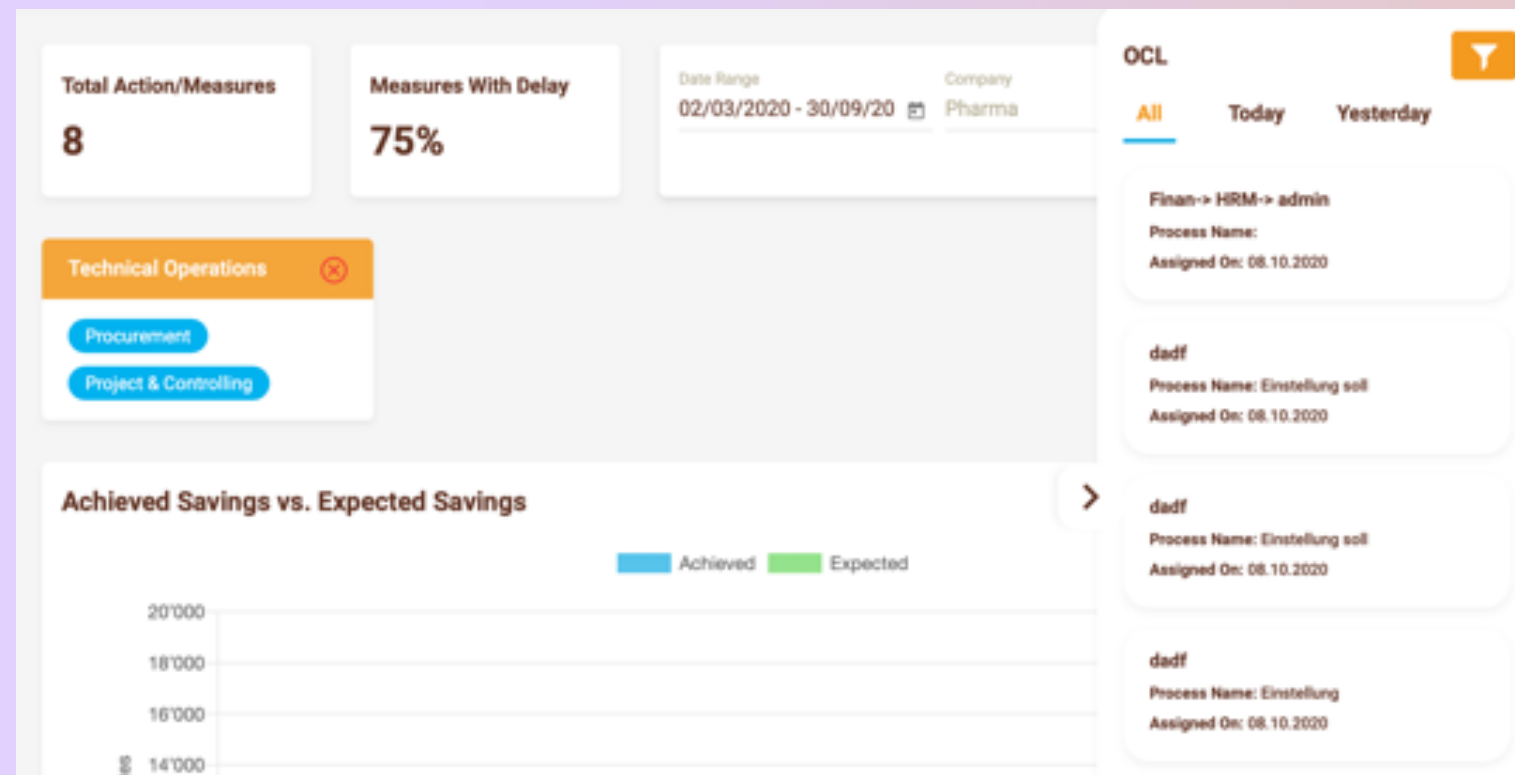 Total Action/Measures
8
Measures With Delay
75%
Date Range
02/03/2020 - 30/09/20
Company
Pharma
Technical Operations
Procurement
Project & Controlling
Achieved Savings vs. Expected Savings
Achieved
Expected
20'000
18'000
16'000
14'000
OCL
All
Today
Yesterday
Finan-> HRM-> admin
Process Name:
Assigned On: 08.10.2020
dadf
Process Name: Einstellung soll
Assigned On: 08.10.2020
dadf
Process Name: Einstellung soll
Assigned On: 08.10.2020
dadf
Process Name: Einstellung
Assigned On: 08.10.2020